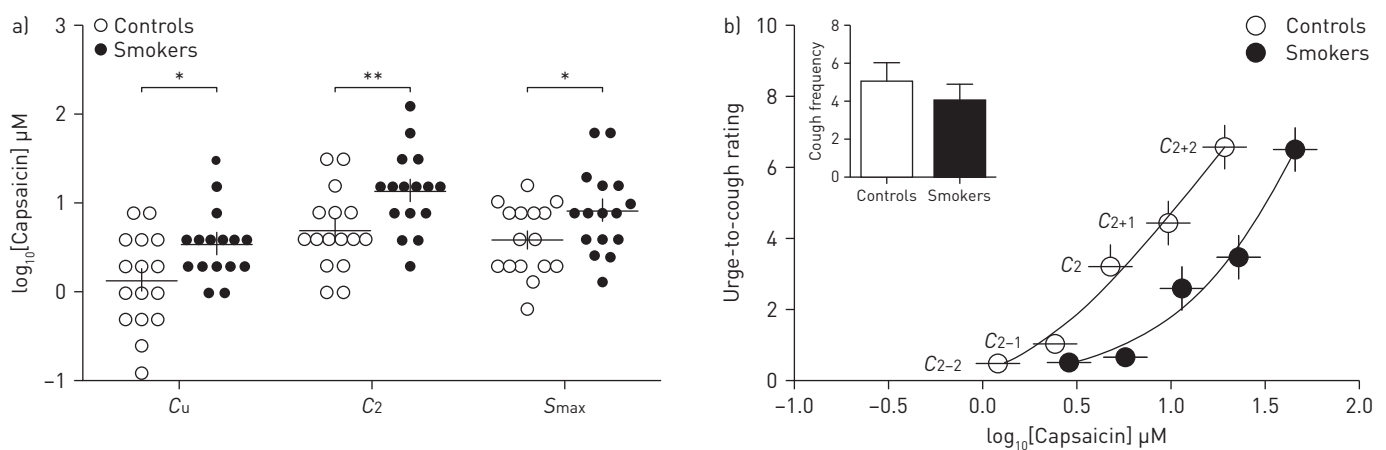 a)
Controls
Smokers
log10[Capsaicin] µM
3
2
1
0
–1
*
**
*
Cu
C2
Smax
b)
Controls
Smokers
Urge-to-cough rating
10
8
6
4
2
0
Cough frequency
8
6
4
2
0
Controls
Smokers
C2+2
C2+1
C2
C2–1
C2–2
–1.0
–0.5
0.0
0.5
1.0
1.5
2.0
log10[Capsaicin] µM